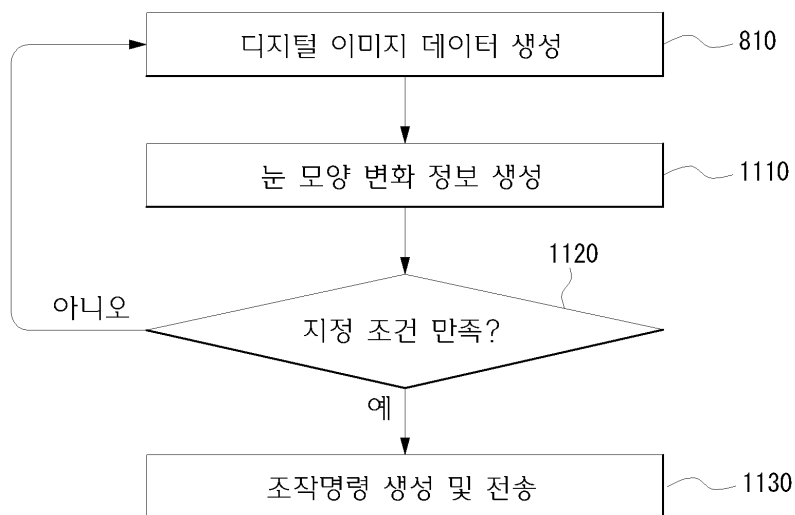 디지털 이미지 데이터 생성
810
눈 모양 변화 정보 생성
1110
1120
아니오
지정 조건 만족?
예
조작명령 생성 및 전송
1130